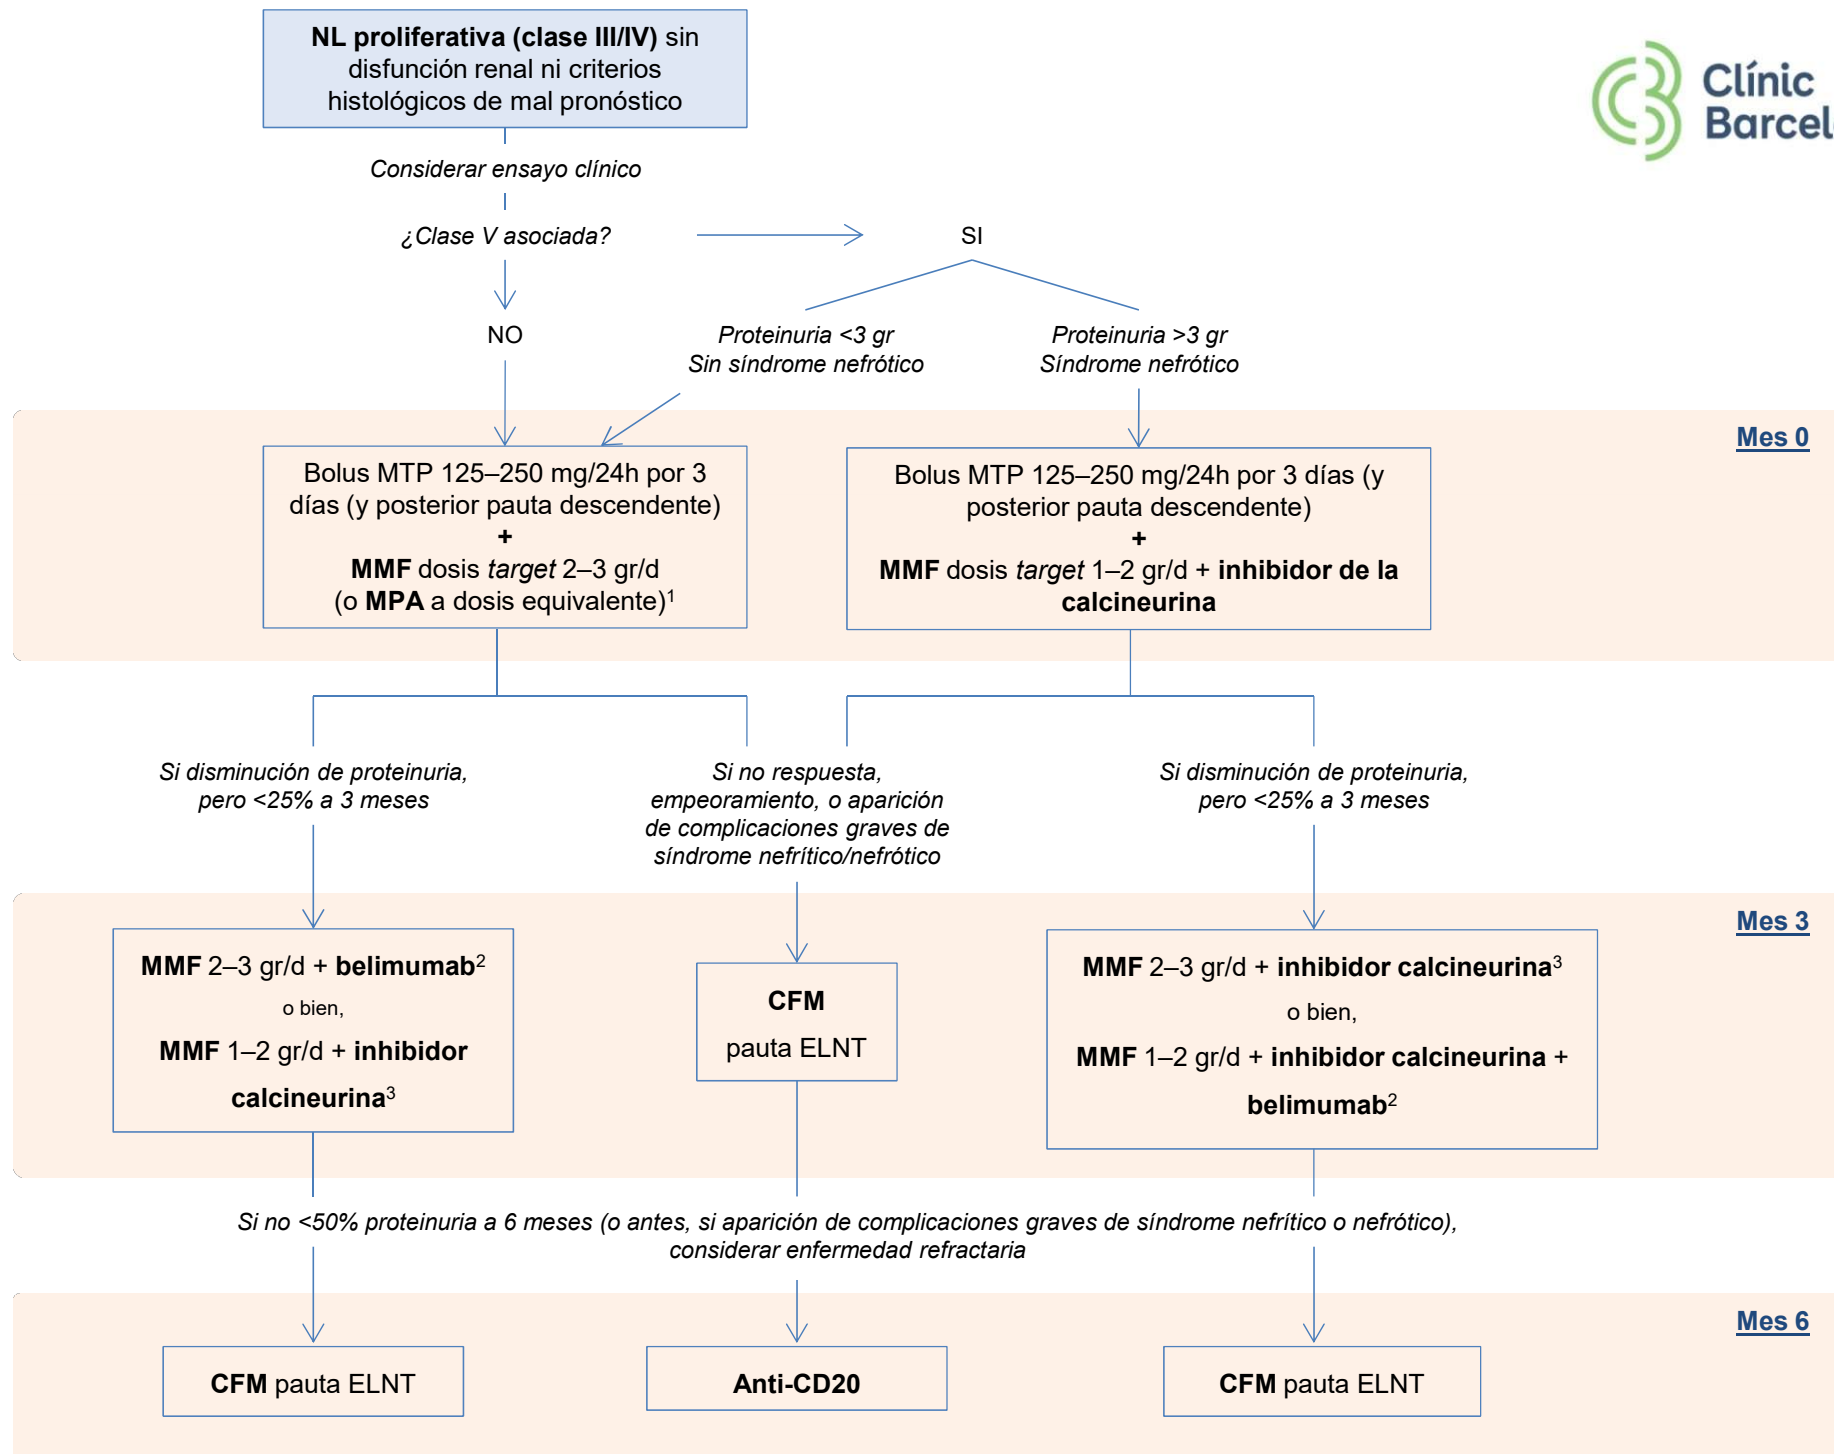 NL proliferativa (clase III/IV) sin
disfunción renal ni criterios
histológicos de mal pronóstico
Clínic
Barcel
Considerar ensayo clínico
¿Clase V asociada?
SI
NO
Proteinuria <3 gr
Sin síndrome nefrótico
Proteinuria >3 gr
Síndrome nefrótico
Mes 0
Bolus MTP 125–250 mg/24h por 3
días (y posterior pauta descendente)
+
MMF dosis target 2–3 gr/d
(o MPA a dosis equivalente)¹
Bolus MTP 125–250 mg/24h por 3 días (y
posterior pauta descendente)
+
MMF dosis target 1–2 gr/d + inhibidor de la
calcineurina
Si disminución de proteinuria,
pero <25% a 3 meses
Si no respuesta,
empeoramiento, o aparición
de complicaciones graves de
síndrome nefrítico/nefrótico
Si disminución de proteinuria,
pero <25% a 3 meses
Mes 3
MMF 2–3 gr/d + belimumab²
o bien,
MMF 1–2 gr/d + inhibidor
calcineurina³
CFM
pauta ELNT
MMF 2–3 gr/d + inhibidor calcineurina³
o bien,
MMF 1–2 gr/d + inhibidor calcineurina +
belimumab²
Si no <50% proteinuria a 6 meses (o antes, si aparición de complicaciones graves de síndrome nefrítico o nefrótico),
considerar enfermedad refractaria
Mes 6
CFM pauta ELNT
Anti-CD20
CFM pauta ELNT